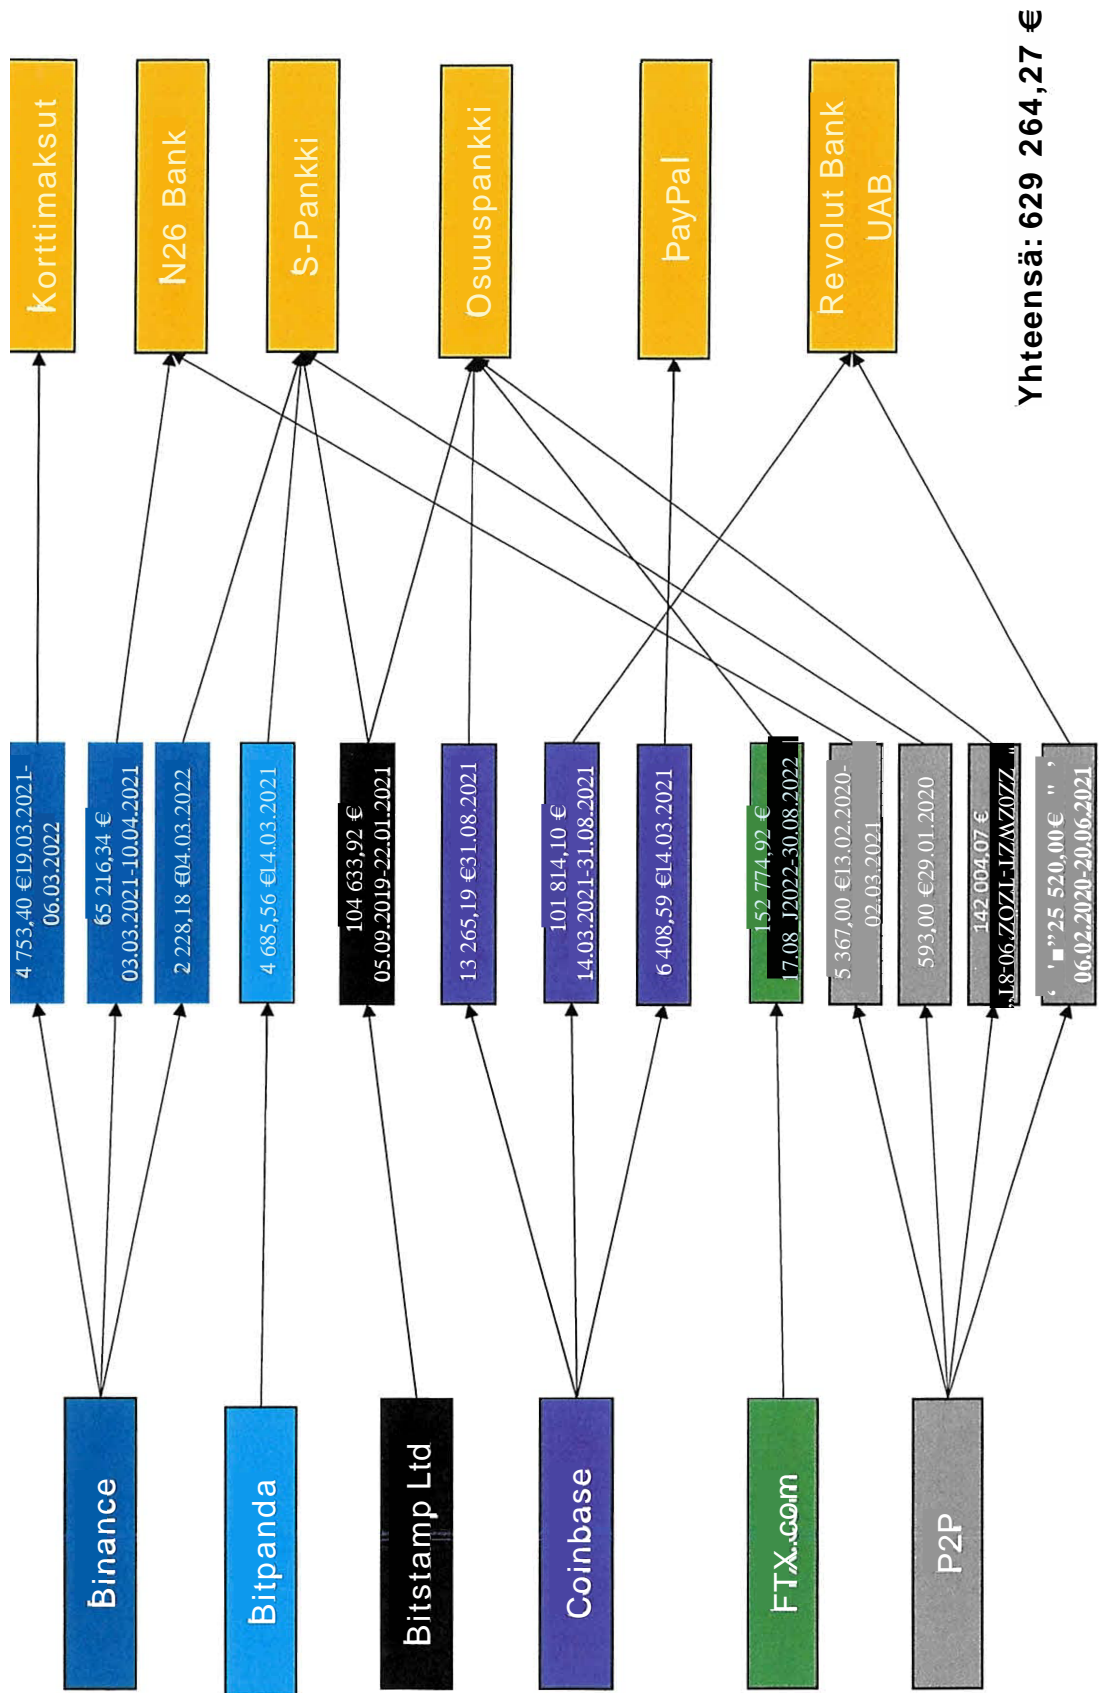 Korttimaksut
N26 Bank
S-Pankki
Osuuspankki
PayPal
Revolut Bank
UAB
Yhteensä: 629 264,27 €
4 753,40 €19.03.2021-
06.03.2022
65 216,34 €
03.03.2021-10.04.2021
2 228,18 €04.03.2022
4 685,56 €14.03.2021
104 633,92 €
05.09.2019-22.01.2021
13 265,19 €31.08.2021
101 814,10 €
14.03.2021-31.08.2021
6 408,59 €14.03.2021
152 774,92 €
17.08 J2022-30.08.2022
5 367,00 €13.02.2020-
02.03.2021
593,00 €29.01.2020
142 004,07 €
25 520,00€
06.02.2020-20.06.2021
Binance
Bitpanda
Bitstamp Ltd
Coinbase
FTX.com
P2P